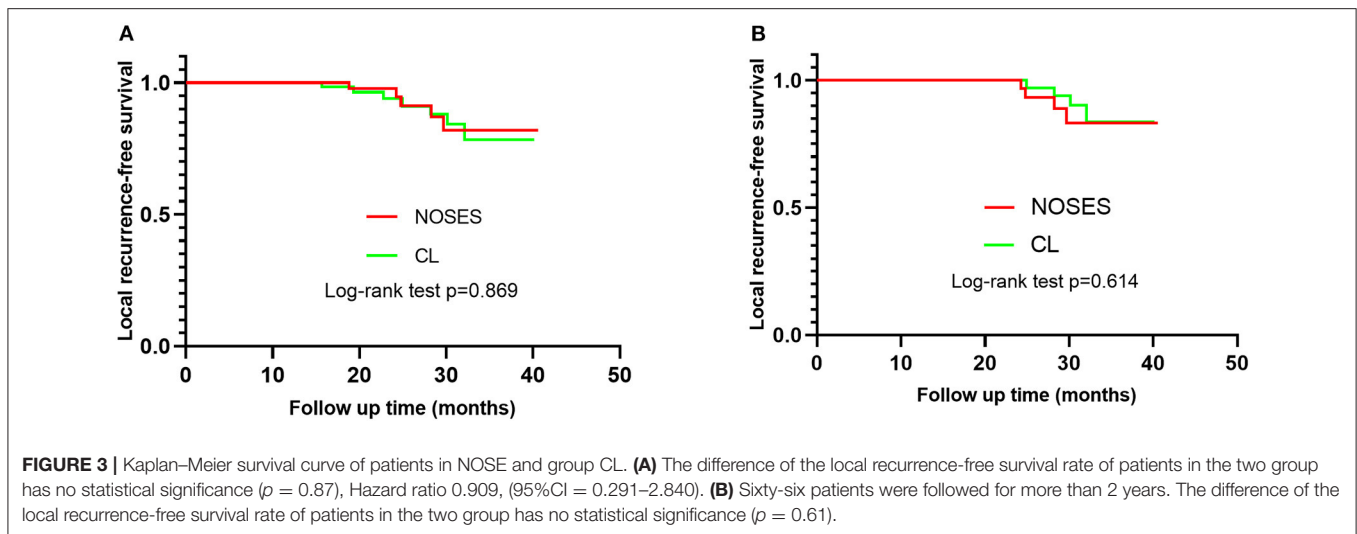 A
Local recurrence-free survival
1.0
0.5
0.0
NOSES
CL
Log-rank test p=0.869
0 10 20 30 40 50
Follow up time (months)
B
Local recurrence-free survival
1.0
0.5
0.0
NOSES
CL
Log-rank test p=0.614
0 10 20 30 40 50
Follow up time (months)
FIGURE 3 | Kaplan–Meier survival curve of patients in NOSE and group CL. (A) The difference of the local recurrence-free survival rate of patients in the two group
has no statistical significance (p = 0.87), Hazard ratio 0.909, (95%CI = 0.291–2.840). (B) Sixty-six patients were followed for more than 2 years. The difference of the
local recurrence-free survival rate of patients in the two group has no statistical significance (p = 0.61).